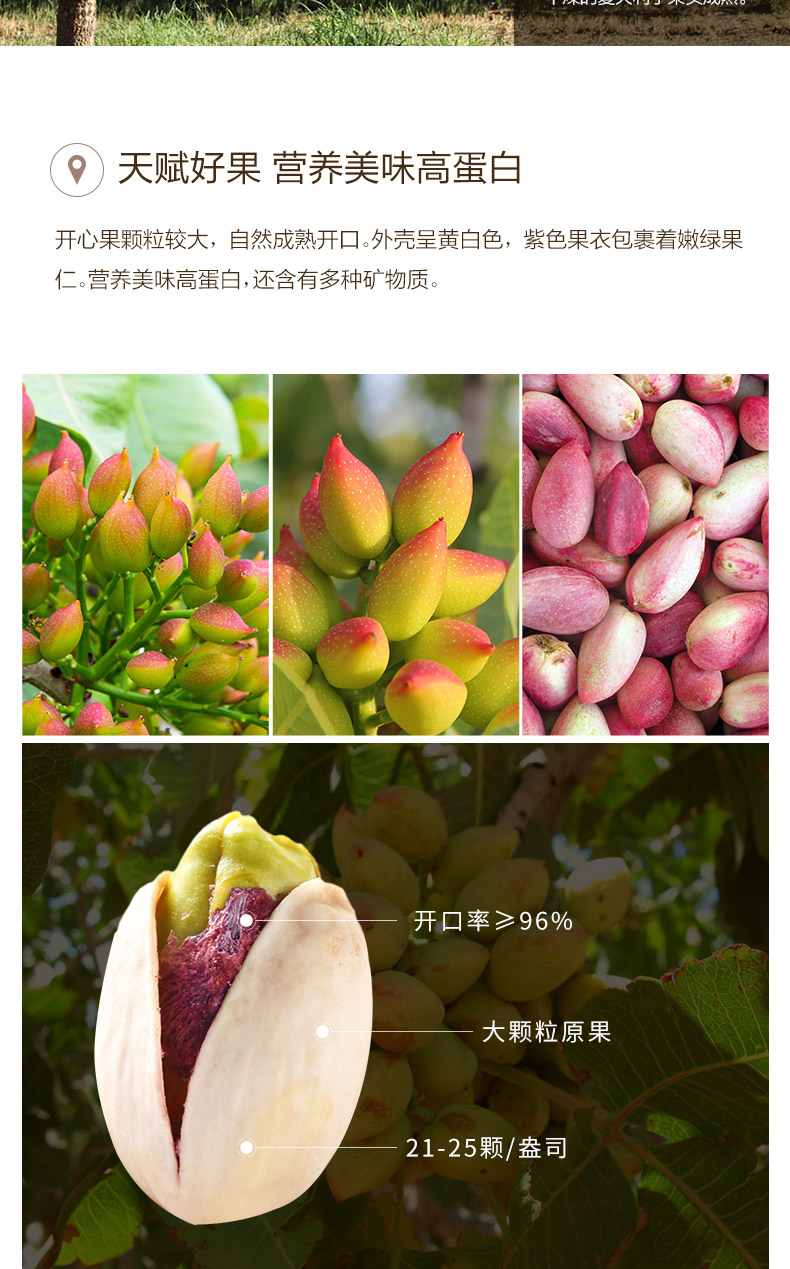 天赋好果 营养美味高蛋白
开心果颗粒较大，自然成熟开口。外壳呈黄白色，紫色果衣包裹着嫩绿果
仁。营养美味高蛋白，还含有多种矿物质。
开口率≥96%
大颗粒原果
21-25颗/盎司